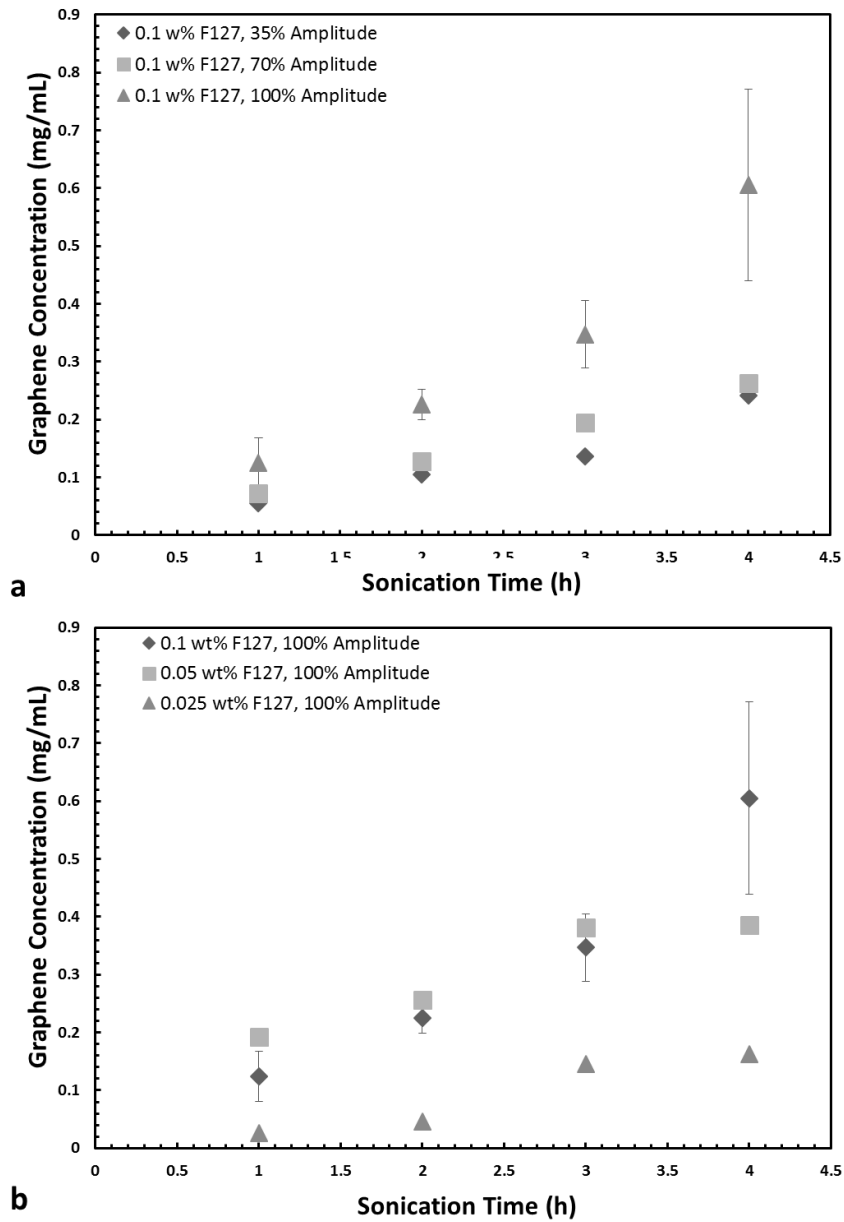 0.9
0.8
0.7
0.6
0.5
0.4
0.3
0.2
0.1
0
Graphene Concentration (mg/mL)
0.1 w% F127, 35% Amplitude
0.1 w% F127, 70% Amplitude
0.1 w% F127, 100% Amplitude
0 0.5 1 1 5 2 2.5 3 3.5 4 4.5
Sonication Time (h)
a
0.9
0.8
0.7
0.6
0.5
0.4
0.3
0.2
0.1
0
Graphene Concentration (mg/mL)
0.1 wt% F127, 100% Amplitude
0.05 wt% F127, 100% Amplitude
0.025 wt% F127, 100% Amplitude
0 0.5 1 1.5 2 2.5 3 3.5 4 4.5
Sonication Time (h)
b